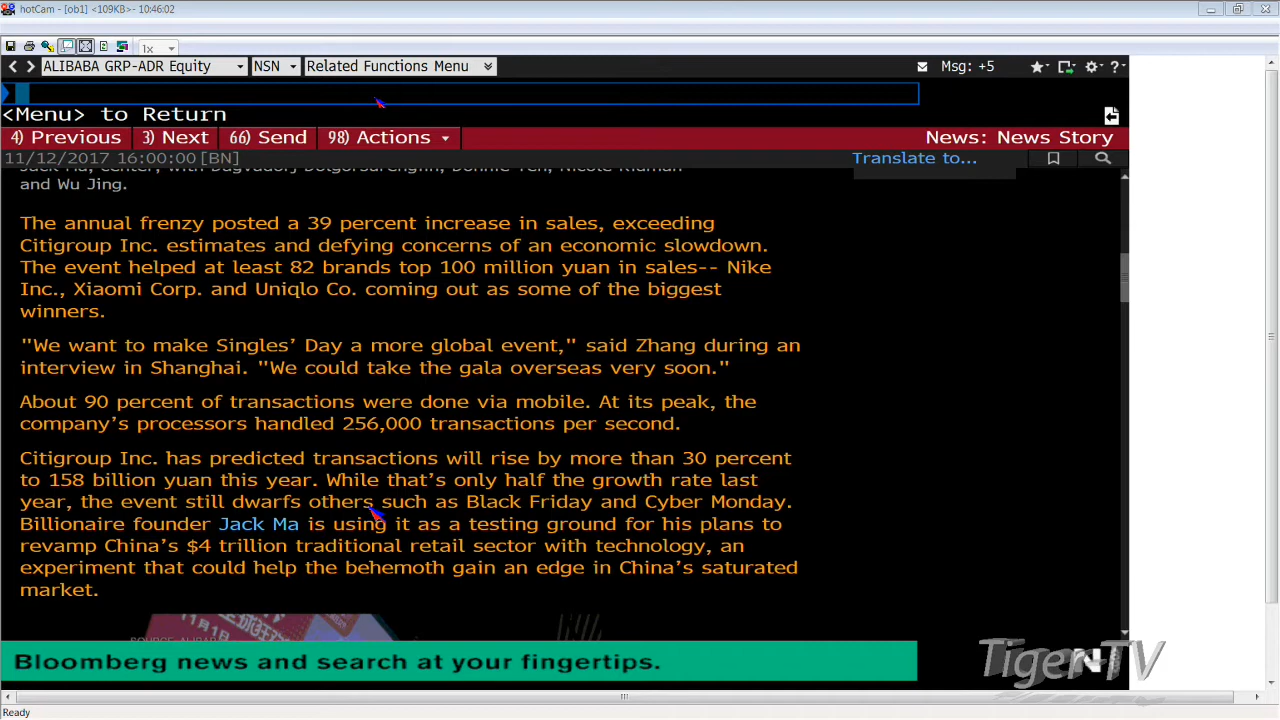 hotCam - [ob1] <109KB>- 10:46:02
1x
ALIBABA GRP-ADR Equity NSN Related Functions Menu Msg: +5
<Menu> to Return
4) Previous 3) Next 66) Send 98) Actions News: News Story
11/12/2017 16:00:00 [BN] Translate to...
and Wu Jing.
The annual frenzy posted a 39 percent increase in sales, exceeding
Citigroup Inc. estimates and defying concerns of an economic slowdown.
The event helped at least 82 brands top 100 million yuan in sales-- Nike
Inc., Xiaomi Corp. and Uniqlo Co. coming out as some of the biggest
winners.
"We want to make Singles' Day a more global event," said Zhang during an
interview in Shanghai. "We could take the gala overseas very soon."
About 90 percent of transactions were done via mobile. At its peak, the
company's processors handled 256,000 transactions per second.
Citigroup Inc. has predicted transactions will rise by more than 30 percent
to 158 billion yuan this year. While that's only half the growth rate last
year, the event still dwarfs others such as Black Friday and Cyber Monday.
Billionaire founder Jack Ma is using it as a testing ground for his plans to
revamp China's $4 trillion traditional retail sector with technology, an
experiment that could help the behemoth gain an edge in China's saturated
market.
11月1日
Bloomberg news and search at your fingertips.
TigerTV
Ready